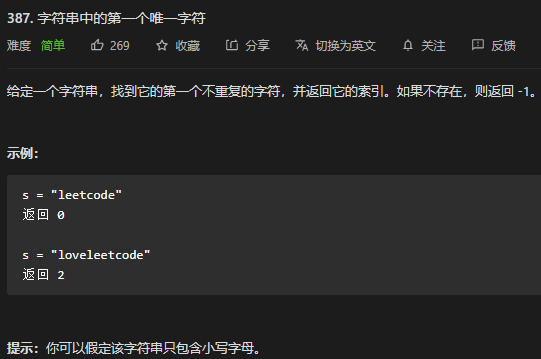 387. 字符串中的第一个唯一字符
难度 简单 269 收藏 分享 切换为英文 关注 反馈
给定一个字符串，找到它的第一个不重复的字符，并返回它的索引。如果不存在，则返回 -1。
示例：
s = "leetcode"
返回 0
s = "loveleetcode"
返回 2
提示：你可以假定该字符串只包含小写字母。